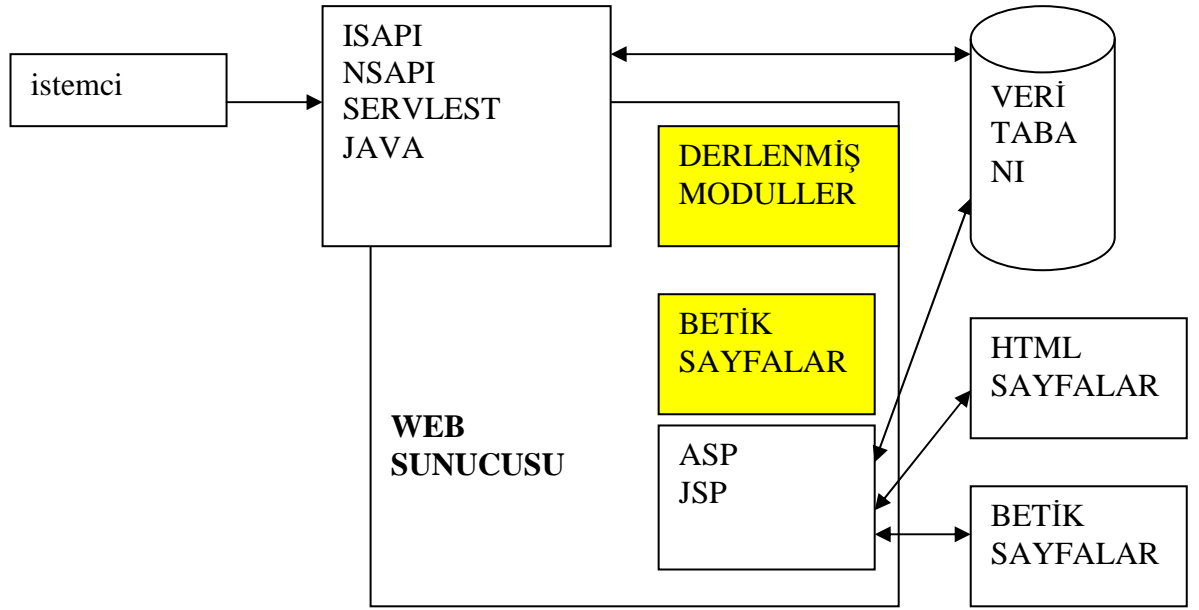 istemci
ISAPI
NSAPI
SERVLEST
JAVA
DERLENMİŞ
MODULLER
BETİK
SAYFALAR
WEB
SUNUCUSU
ASP
JSP
VERİ
TABA
NI
HTML
SAYFALAR
BETİK
SAYFALAR